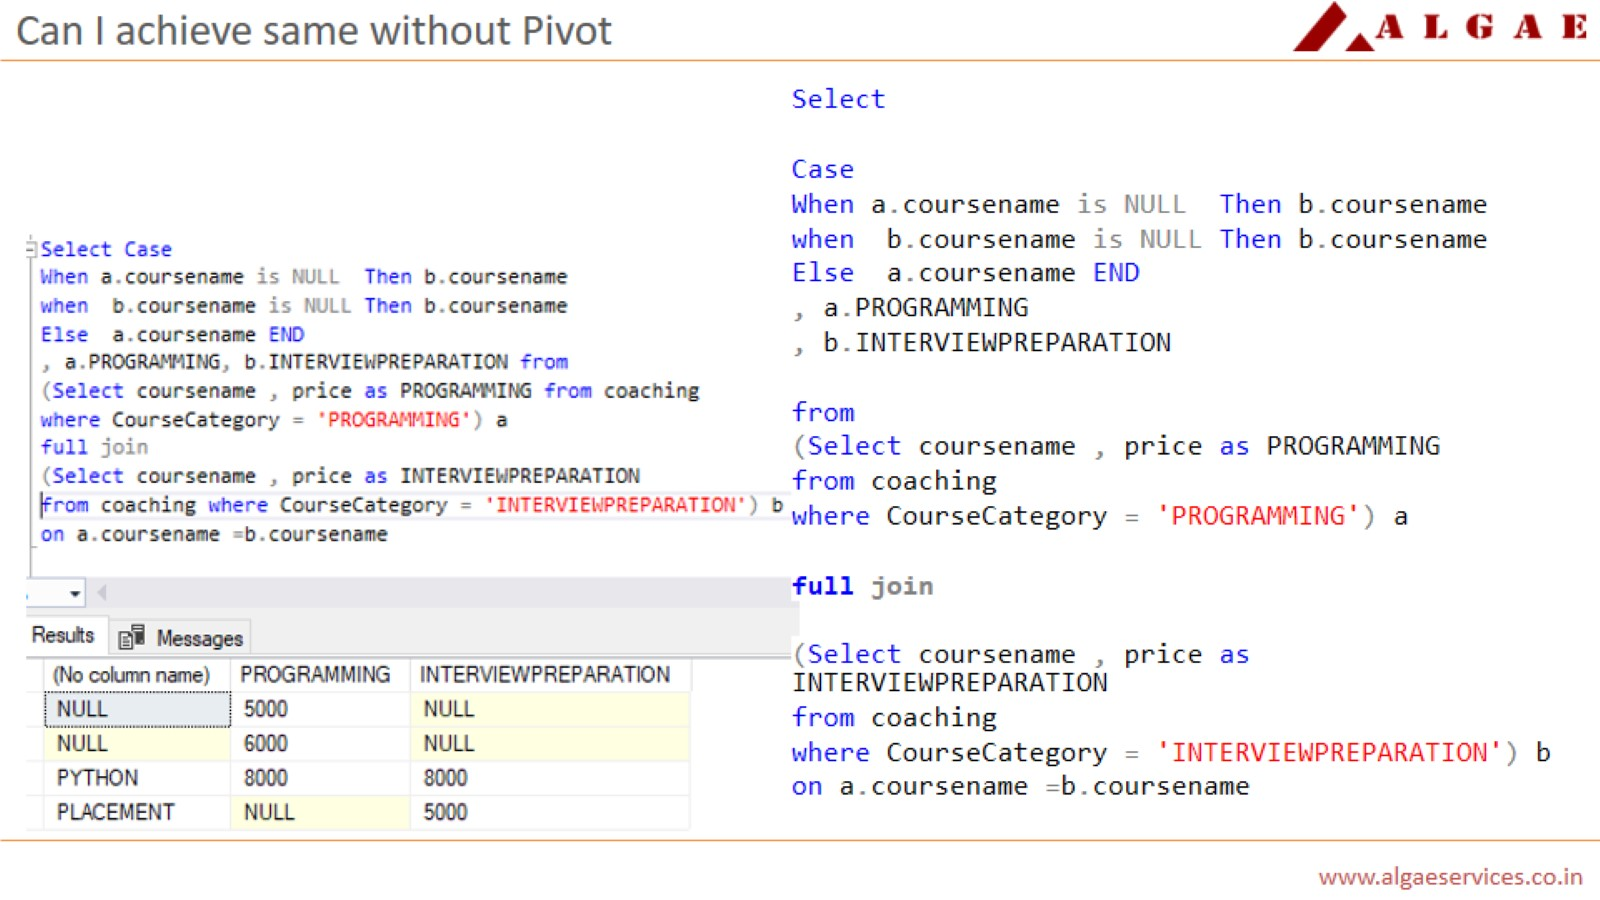 Can I achieve same without Pivot
ALGAE
Select Case
When a.coursename is NULL  Then b.coursename
when  b.coursename is NULL Then b.coursename
Else  a.coursename END
, a.PROGRAMMING, b.INTERVIEWPREPARATION from
(Select coursename , price as PROGRAMMING from coaching
where CourseCategory = 'PROGRAMMING') a
full join
(Select coursename , price as INTERVIEWPREPARATION
from coaching where CourseCategory = 'INTERVIEWPREPARATION') b
on a.coursename =b.coursename
Results Messages
(No column name) PROGRAMMING INTERVIEWPREPARATION
NULL 5000 NULL
NULL 6000 NULL
PYTHON 8000 8000
PLACEMENT NULL 5000
Select
Case
When a.coursename is NULL  Then b.coursename
when  b.coursename is NULL Then b.coursename
Else  a.coursename END
, a.PROGRAMMING
, b.INTERVIEWPREPARATION
from
(Select coursename , price as PROGRAMMING
from coaching
where CourseCategory = 'PROGRAMMING') a
full join
(Select coursename , price as
INTERVIEWPREPARATION
from coaching
where CourseCategory = 'INTERVIEWPREPARATION') b
on a.coursename =b.coursename
www.algaeservices.co.in